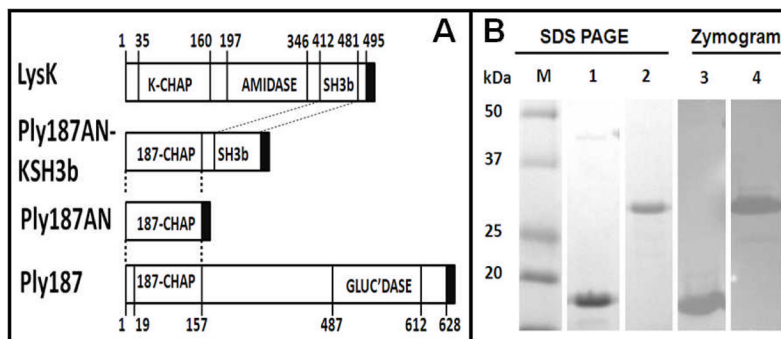 1 35 160 197 346 412 481 495
A
LysK
K-CHAP AMIDASE SH3b
Ply187AN-
KSH3b
187-CHAP SH3b
Ply187AN
187-CHAP
Ply187
187-CHAP GLUC'DASE
1 19 157 487 612 628
B
SDS PAGE Zymogram
kDa M 1 2 3 4
50
37
25
20